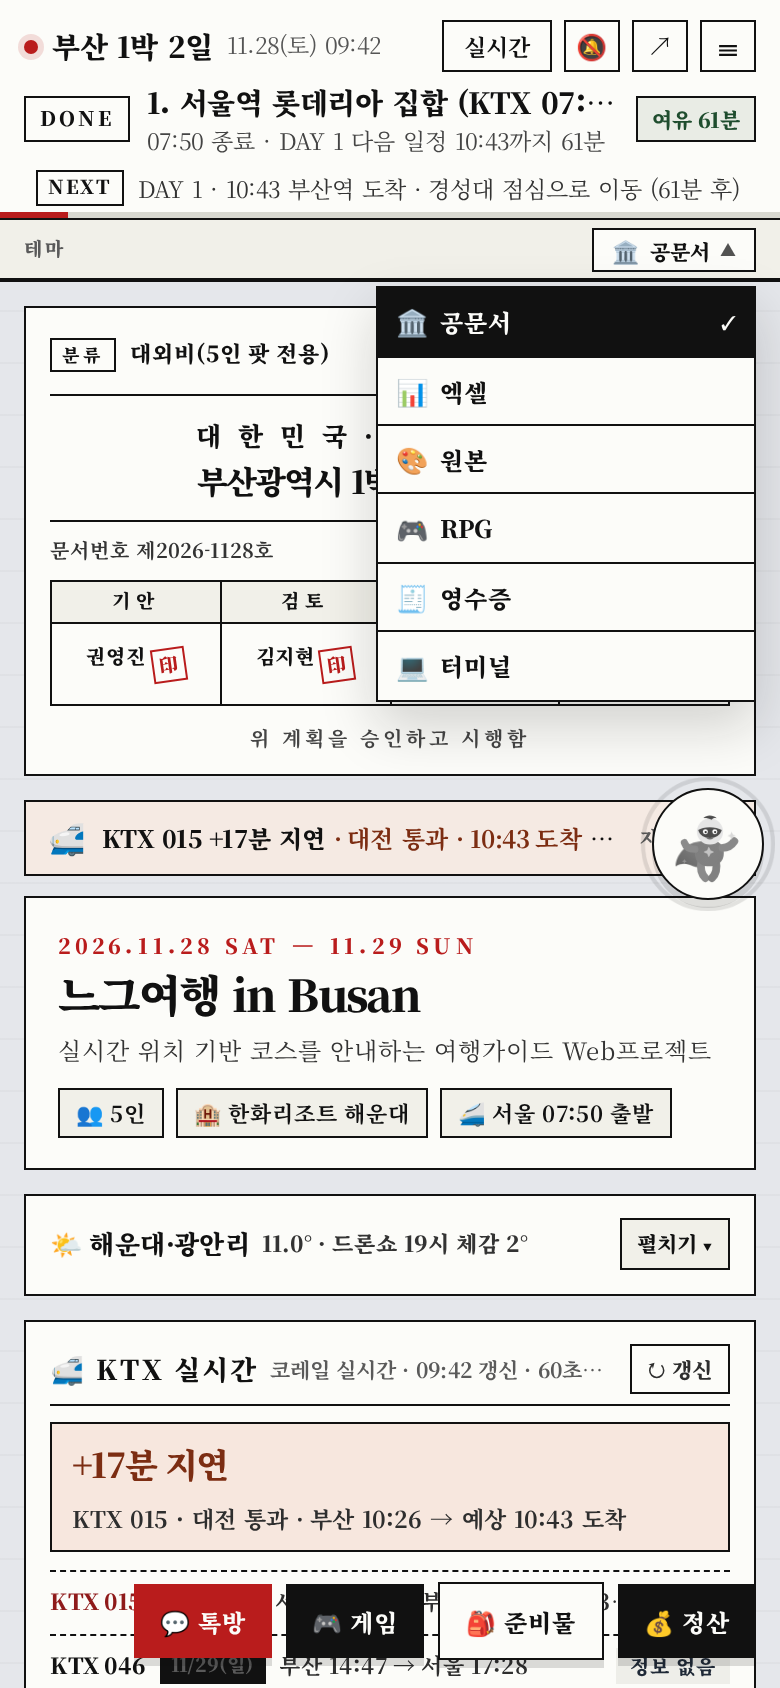 부산 1박 2일 11.28(토) 09:42 실시간
DONE 1. 서울역 롯데리아 집합 (KTX 07:··· 여유 61분
07:50 종료 · DAY 1 다음 일정 10:43까지 61분
NEXT DAY 1 · 10:43 부산역 도착 · 경성대 점심으로 이동 (61분 후)
테마 🏛️ 공문서 ▲
🏛️ 공문서 ✓
📊 엑셀
🎨 원본
🎮 RPG
🧾 영수증
💻 터미널
분류 대외비(5인 팟 전용)
대 한 민 국 ·
부산광역시 1박
문서번호 제2026-1128호
기 안 검 토
권영진 印 김지현 印
위 계획을 승인하고 시행함
KTX 015 +17분 지연 · 대전 통과 · 10:43 도착 ···
2026.11.28 SAT — 11.29 SUN
느그여행 in Busan
실시간 위치 기반 코스를 안내하는 여행가이드 Web프로젝트
👥 5인 🏨 한화리조트 해운대 🚄 서울 07:50 출발
🌤️ 해운대·광안리 11.0° · 드론쇼 19시 체감 2° 펼치기 ▾
🚅 KTX 실시간 코레일 실시간 · 09:42 갱신 · 60초··· ↻ 갱신
+17분 지연
KTX 015 · 대전 통과 · 부산 10:26 → 예상 10:43 도착
KTX 015
💬 톡방 🎮 게임 🎒 준비물 💰 정산
KTX 046 11/29(일) 부산 14:47 → 서울 17:28 정보 없음